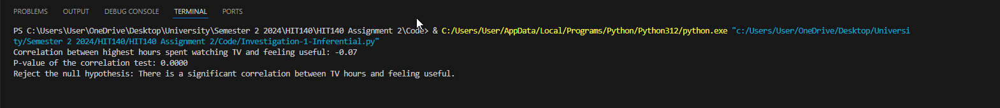 PROBLEMS OUTPUT DEBUG CONSOLE TERMINAL PORTS
PS C:\Users\User\OneDrive\Desktop\University\Semester 2 2024\HIT140\HIT140 Assignment 2\Code> & C:/Users/User/AppData/Local/Programs/Python/Python312/python.exe "c:/Users/User/OneDrive/Desktop/Universi
ty/Semester 2 2024/HIT140/HIT140 Assignment 2/Code/Investigation-1-Inferential.py"
Correlation between highest hours spent watching TV and feeling useful: -0.07
P-value of the correlation test: 0.0000
Reject the null hypothesis: There is a significant correlation between TV hours and feeling useful.